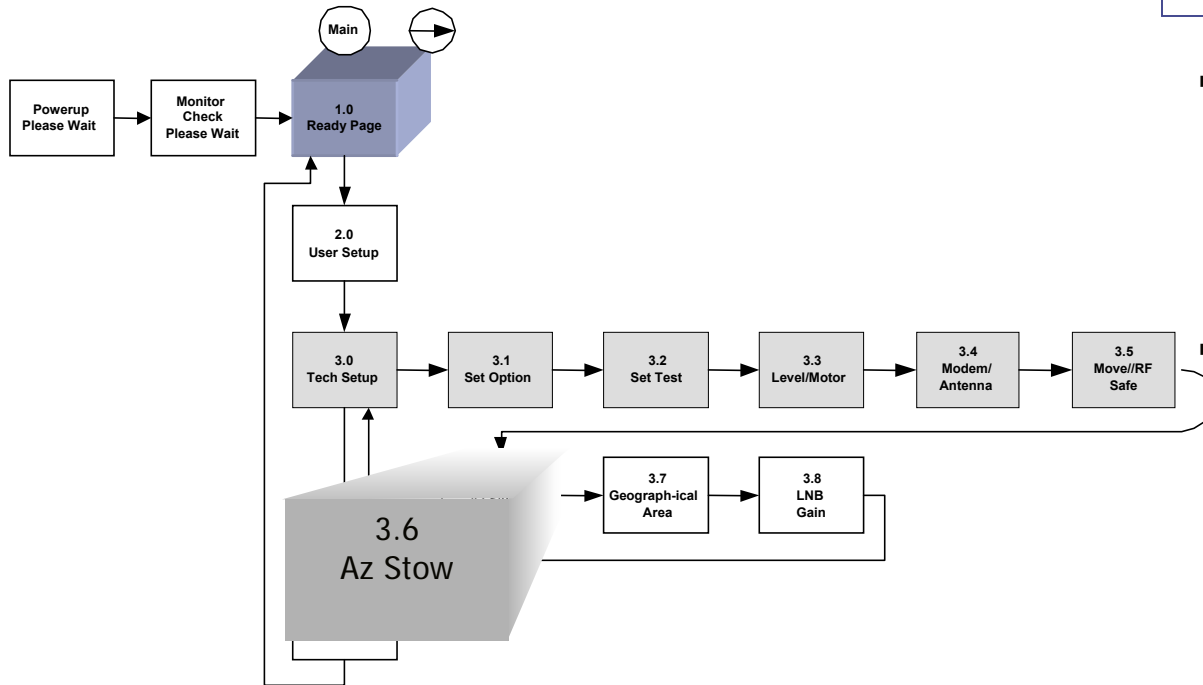 Main
Powerup
Please Wait
Monitor
Check
Please Wait
1.0
Ready Page
2.0
User Setup
3.0
Tech Setup
3.1
Set Option
3.2
Set Test
3.3
Level/Motor
3.4
Modem/
Antenna
3.5
Move//RF
Safe
3.6
Az Stow
3.7
Geograph-ical
Area
3.8
LNB
Gain